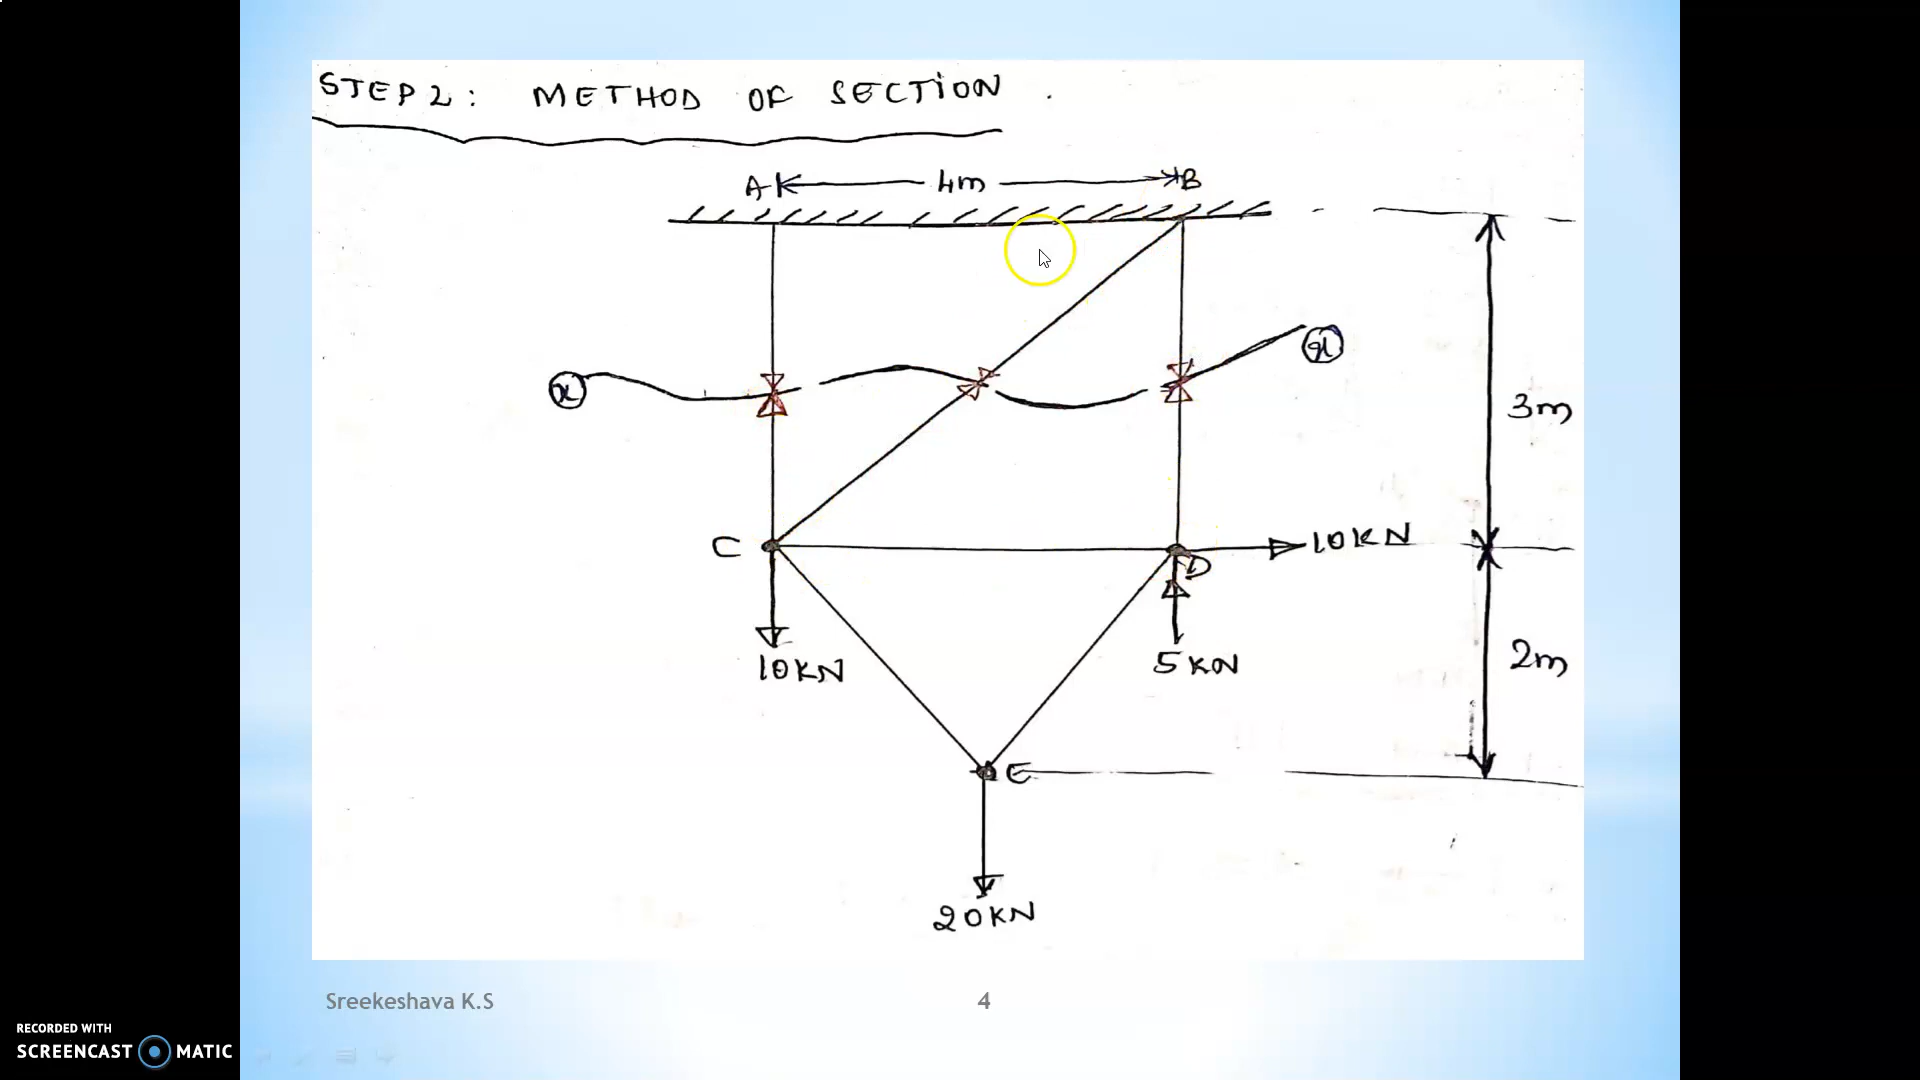 STEP 2: METHOD OF SECTION.
A 4m B
x x
3m
C D 10KN
10KN 5KN 2m
E
20KN
Sreekeshava K.S 4
RECORDED WITH
SCREENCAST MATIC